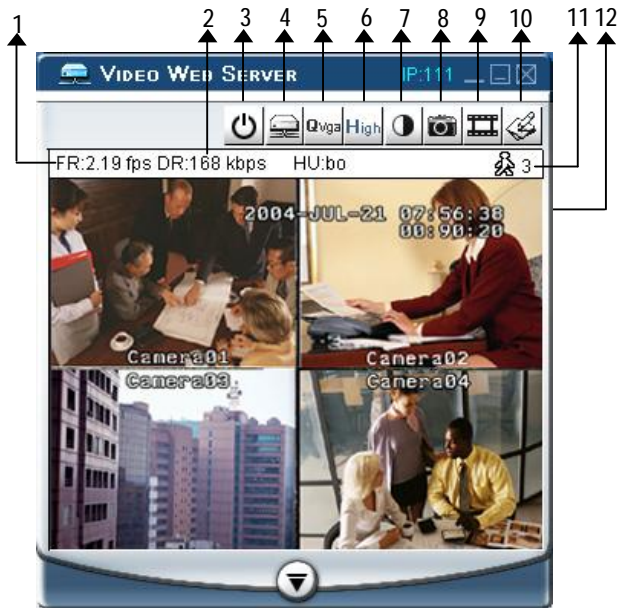 1 2 3 4 5 6 7 8 9 10 11 12
VIDEO WEB SERVER IP:111
Qvga High
FR:2.19 fps DR:168 kbps HU:bo 3
2004-JUL-21 07:56:38
00:90:20
Camera01 Camera02
Camera03 Camera04